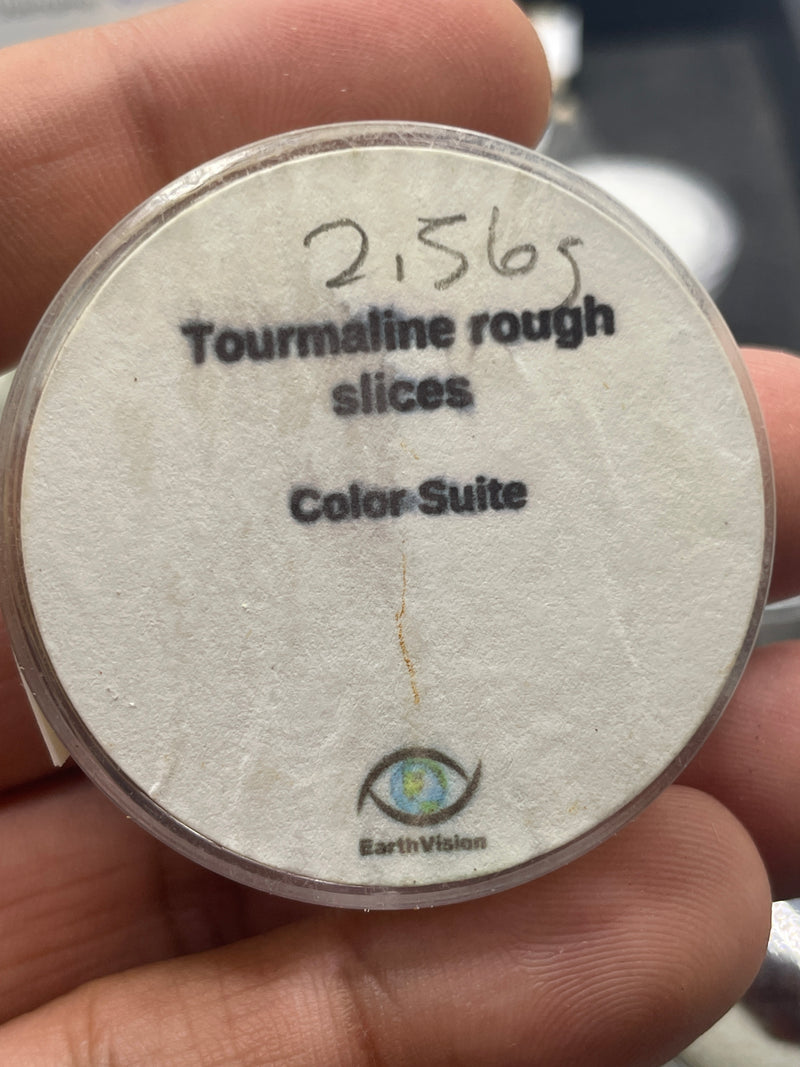 2.56g
Tourmaline rough
slices
Color Suite
EarthVision